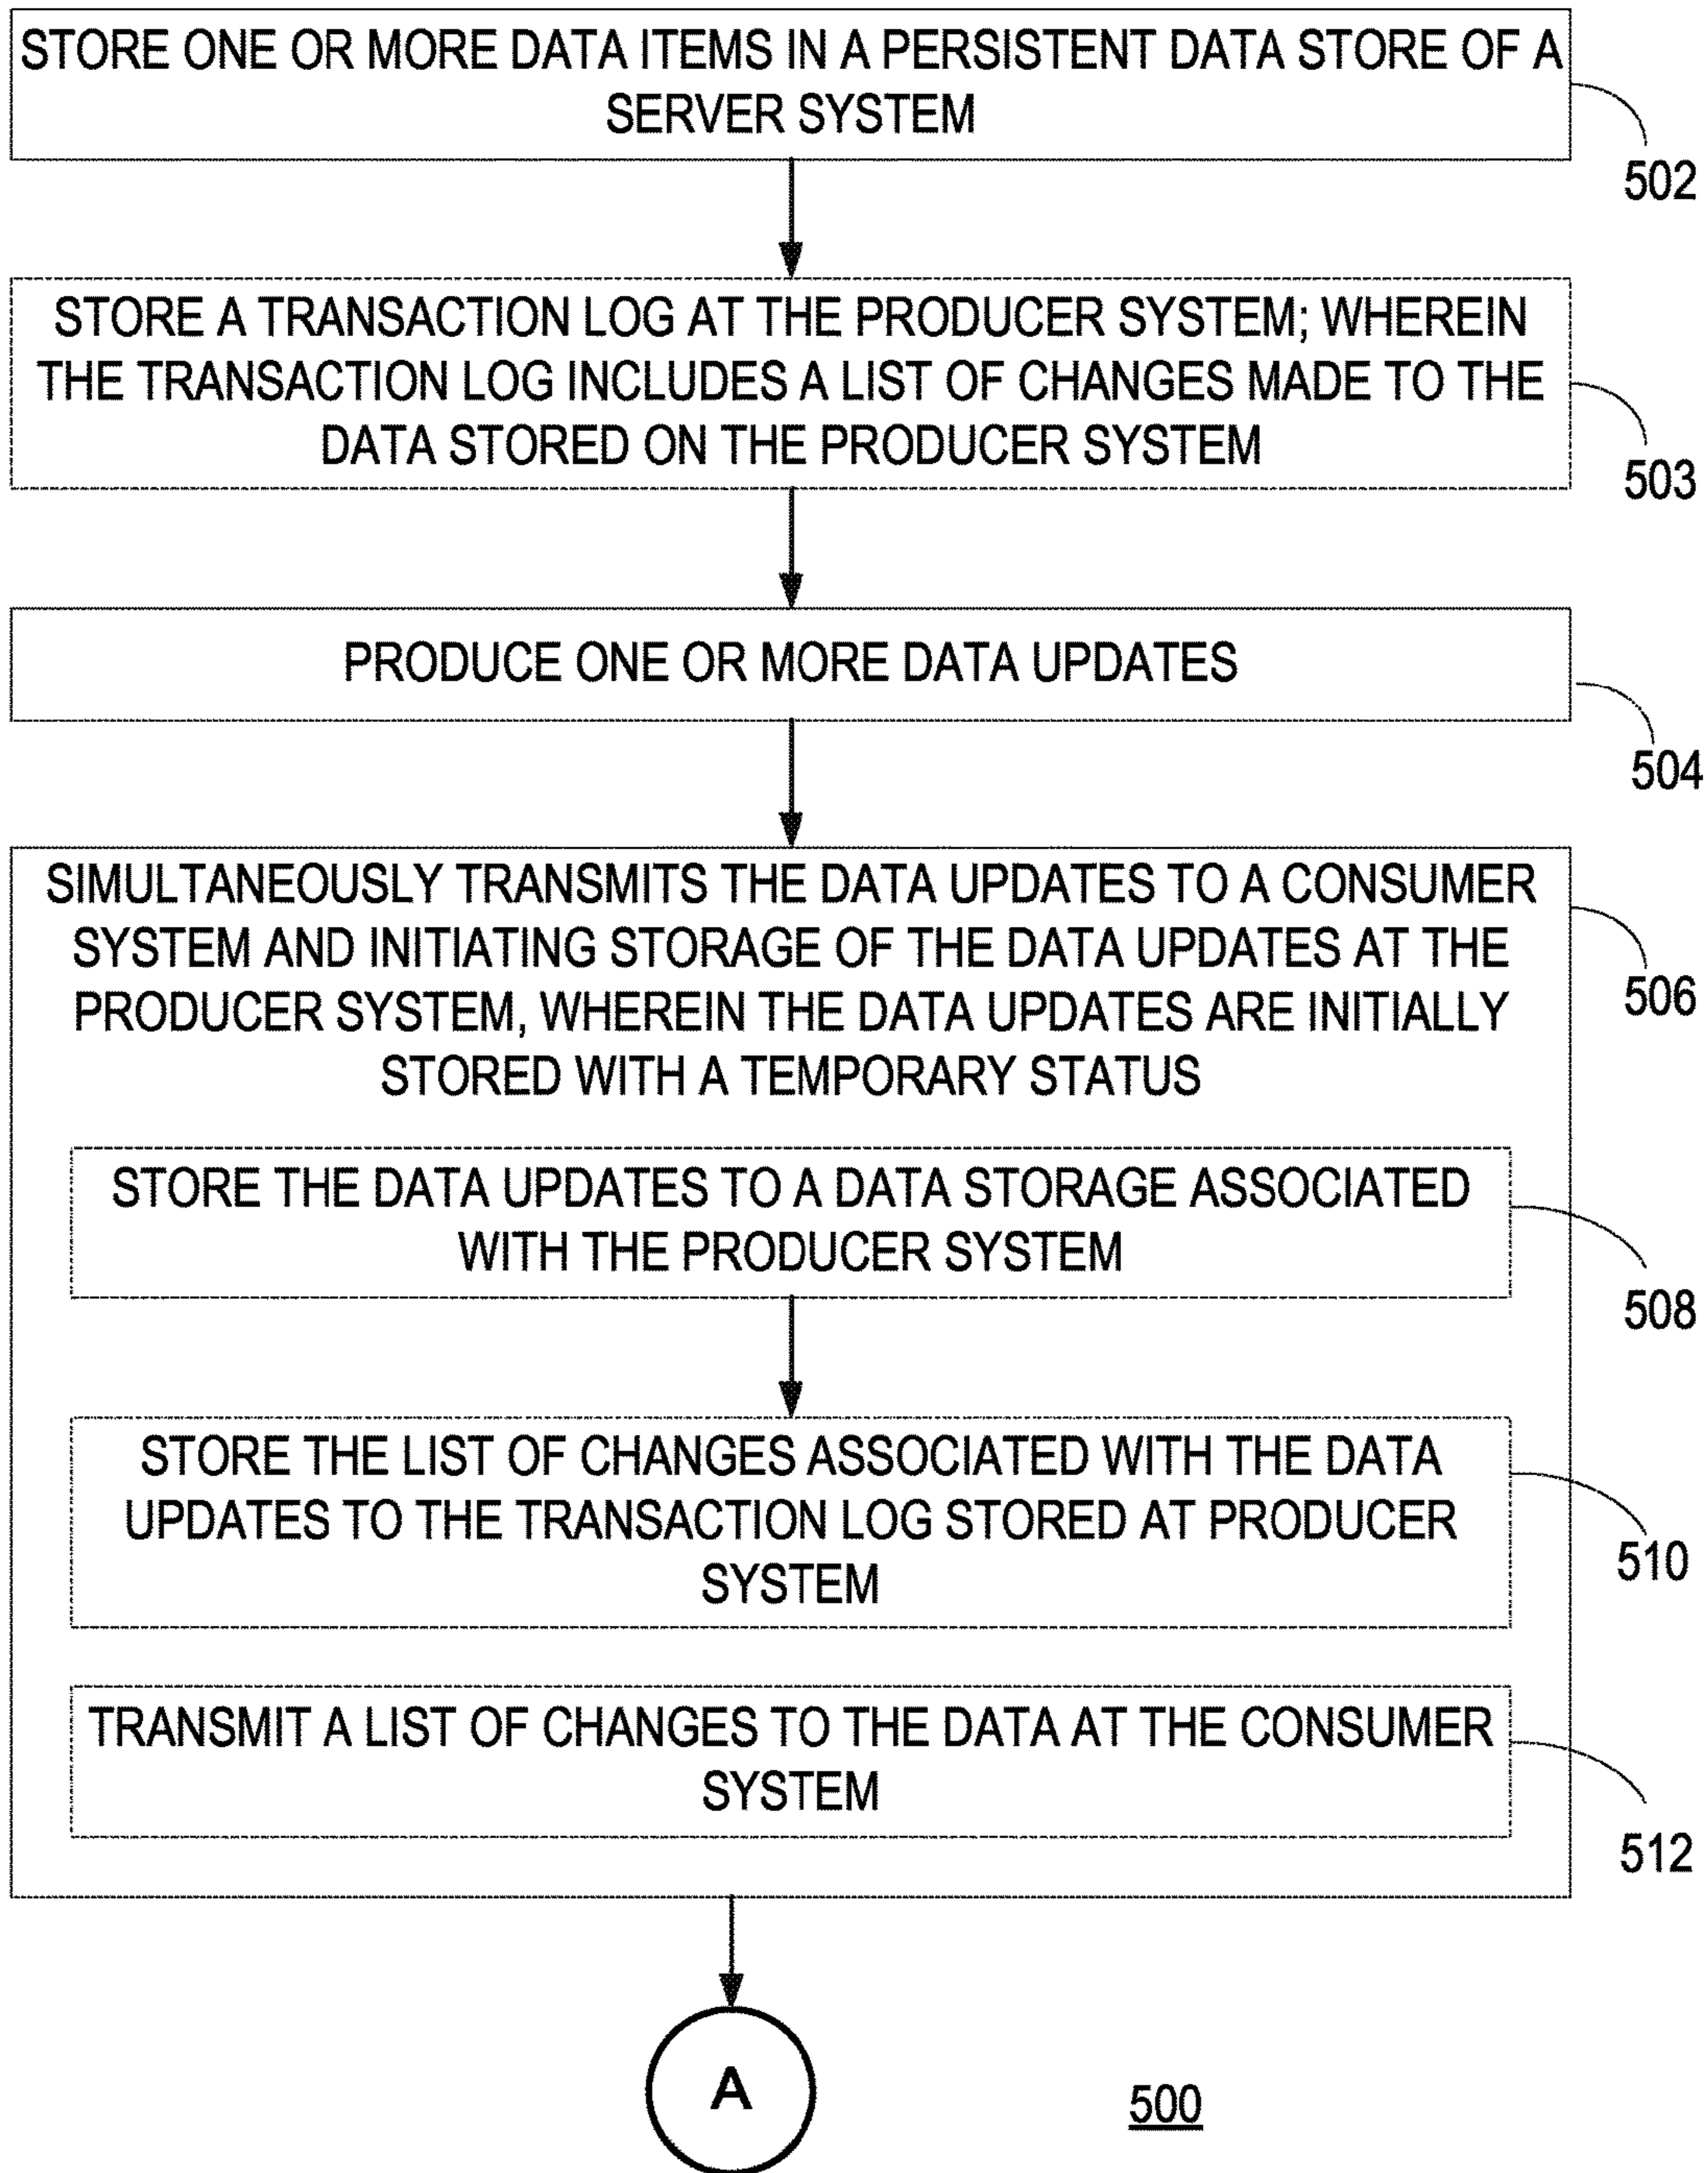 STORE ONE OR MORE DATA ITEMS IN A PERSISTENT DATA STORE OF A
SERVER SYSTEM
502
STORE A TRANSACTION LOG AT THE PRODUCER SYSTEM; WHEREIN
THE TRANSACTION LOG INCLUDES A LIST OF CHANGES MADE TO THE
DATA STORED ON THE PRODUCER SYSTEM
503
PRODUCE ONE OR MORE DATA UPDATES
504
SIMULTANEOUSLY TRANSMITS THE DATA UPDATES TO A CONSUMER
SYSTEM AND INITIATING STORAGE OF THE DATA UPDATES AT THE
PRODUCER SYSTEM, WHEREIN THE DATA UPDATES ARE INITIALLY
STORED WITH A TEMPORARY STATUS
506
STORE THE DATA UPDATES TO A DATA STORAGE ASSOCIATED
WITH THE PRODUCER SYSTEM
508
STORE THE LIST OF CHANGES ASSOCIATED WITH THE DATA
UPDATES TO THE TRANSACTION LOG STORED AT PRODUCER
SYSTEM
510
TRANSMIT A LIST OF CHANGES TO THE DATA AT THE CONSUMER
SYSTEM
512
A
500